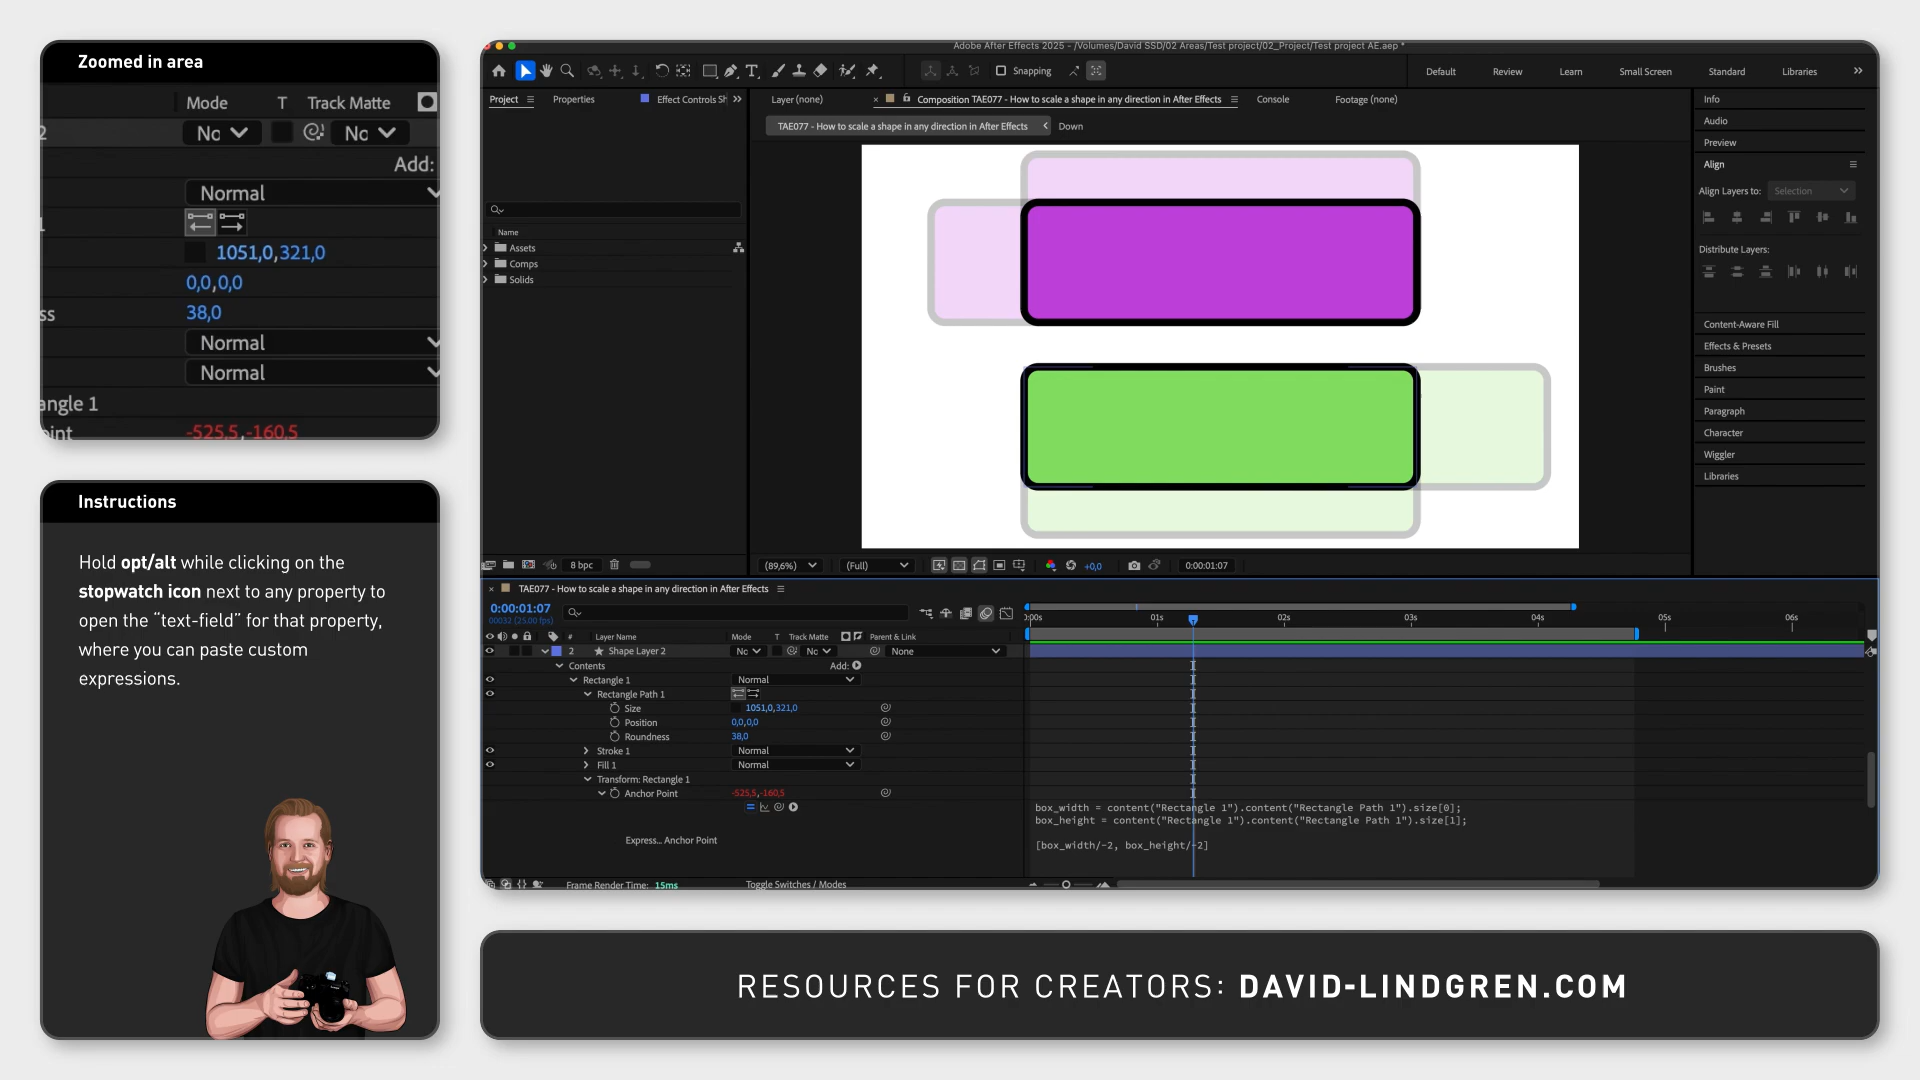 Zoomed in area
Mode T Track Matte
2 Nc Nc
Add:
Normal
1051,0,321,0
0,0,0,0
ss 38,0
Normal
Normal
angle 1
-525,5,-160,5
Instructions
Hold opt/alt while clicking on the
stopwatch icon next to any property to
open the “text-field” for that property,
where you can paste custom
expressions.
Adobe After Effects 2025 - /Volumes/David SSD/02 Areas/Test project/02_Project/Test project AE.aep *
Snapping
Default Review Learn Small Screen Standard Libraries
Project Properties Effect Controls Sh
Name
Assets
Comps
Solids
8 bpc
Layer (none) Composition TAE077 - How to scale a shape in any direction in After Effects Console Footage (none)
TAE077 - How to scale a shape in any direction in After Effects Down
(89,6%) (Full) +0,0 0:00:01:07
Info
Audio
Preview
Align
Align Layers to: Selection
Distribute Layers:
Content-Aware Fill
Effects & Presets
Brushes
Paint
Paragraph
Character
Wiggler
Libraries
TAE077 - How to scale a shape in any direction in After Effects
0:00:01:07
00032 (25.00 fps)
:00s 01s 02s 03s 04s 05s 06s
# Layer Name Mode T Track Matte Parent & Link
2 Shape Layer 2 Nc Nc None
Contents Add:
Rectangle 1 Normal
Rectangle Path 1
Size 1051,0,321,0
Position 0,0,0,0
Roundness 38,0
Stroke 1 Normal
Fill 1 Normal
Transform: Rectangle 1
Anchor Point -525,5,-160,5
Express... Anchor Point
box_width = content("Rectangle 1").content("Rectangle Path 1").size[0];
box_height = content("Rectangle 1").content("Rectangle Path 1").size[1];
[box_width/-2, box_height/-2]
Frame Render Time: 15ms Toggle Switches / Modes
RESOURCES FOR CREATORS: DAVID-LINDGREN.COM